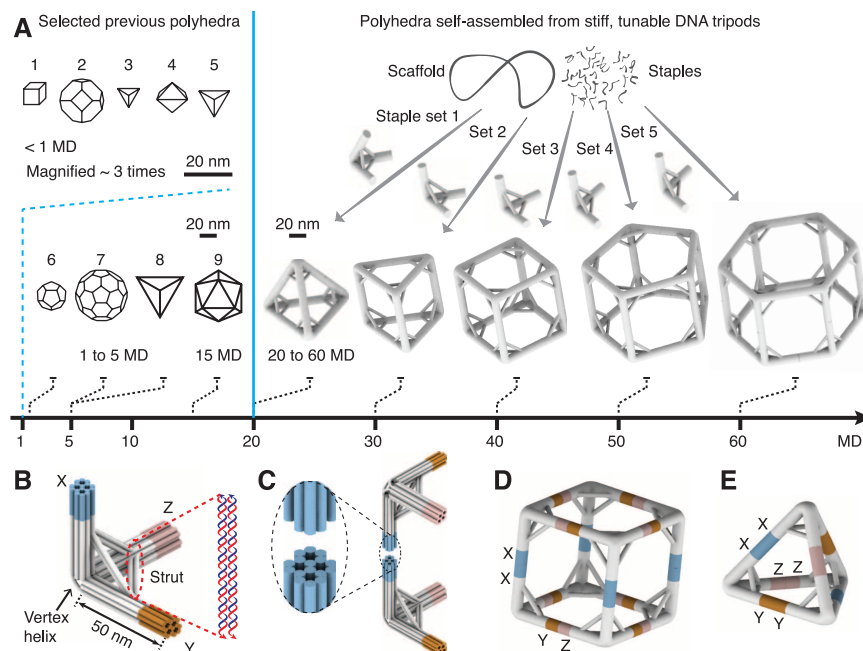 Selected previous polyhedra
Polyhedra self-assembled from stiff, tunable DNA tripods
A
1 2 3 4 5
Scaffold
Staples
Staple set 1
Set 2
Set 3
Set 4
Set 5
< 1 MD
Magnified ~ 3 times
20 nm
20 nm
20 nm
6 7 8 9
1 to 5 MD
15 MD
20 to 60 MD
1 5 10 20 30 40 50 60 MD
B
X
Z
Strut
Vertex
helix
50 nm
Y
C
D
X
X
Y
Z
E
X
X
Z
Z
Y
Y